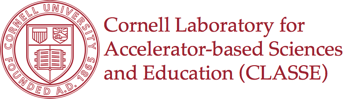 CORNELL UNIVERSITY
FOUNDED A.D. 1865
Cornell Laboratory for
Accelerator-based Sciences
and Education (CLASSE)